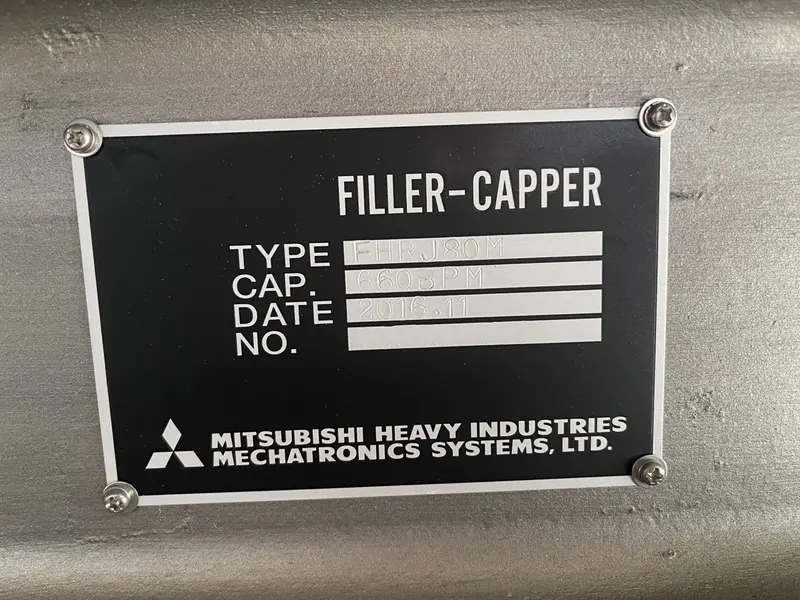 FILLER-CAPPER
TYPE FHRJ80M
CAP. 660BPM
DATE 2016.11
NO.
MITSUBISHI HEAVY INDUSTRIES
MECHATRONICS SYSTEMS, LTD.